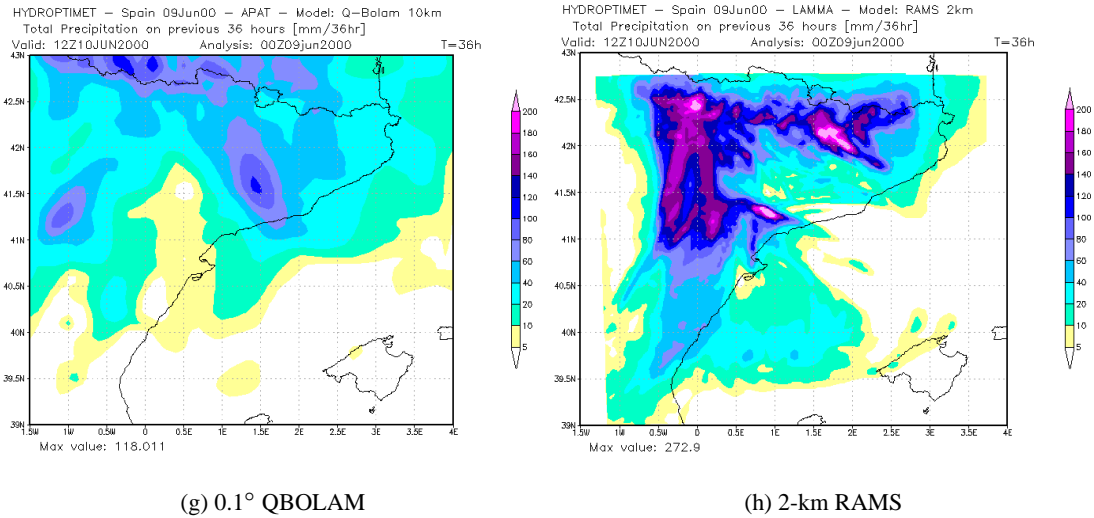 HYDROPTIMET - Spain 09Jun00 - APAT - Model: Q-Bolam 10km
Total Precipitation on previous 36 hours [mm/36hr]
Valid: 12Z10JUN2000 Analysis: 00Z09jun2000 T=36h
43N
42.5N
42N
41.5N
41N
40.5N
40N
39.5N
39N
1.5W 1W 0.5W 0 0.5E 1E 1.5E 2E 2.5E 3E 3.5E 4E
200
180
160
140
120
100
80
60
40
20
10
5
Max value: 118.011
(g) 0.1° QBOLAM
HYDROPTIMET - Spain 09Jun00 - LAMMA - Model: RAMS 2km
Total Precipitation on previous 36 hours [mm/36hr]
Valid: 12Z10JUN2000 Analysis: 00Z09jun2000 T=36h
43N
42.5N
42N
41.5N
41N
40.5N
40N
39.5N
39N
1.5W 1W 0.5W 0 0.5E 1E 1.5E 2E 2.5E 3E 3.5E 4E
200
180
160
140
120
100
80
60
40
20
10
5
Max value: 272.9
(h) 2-km RAMS